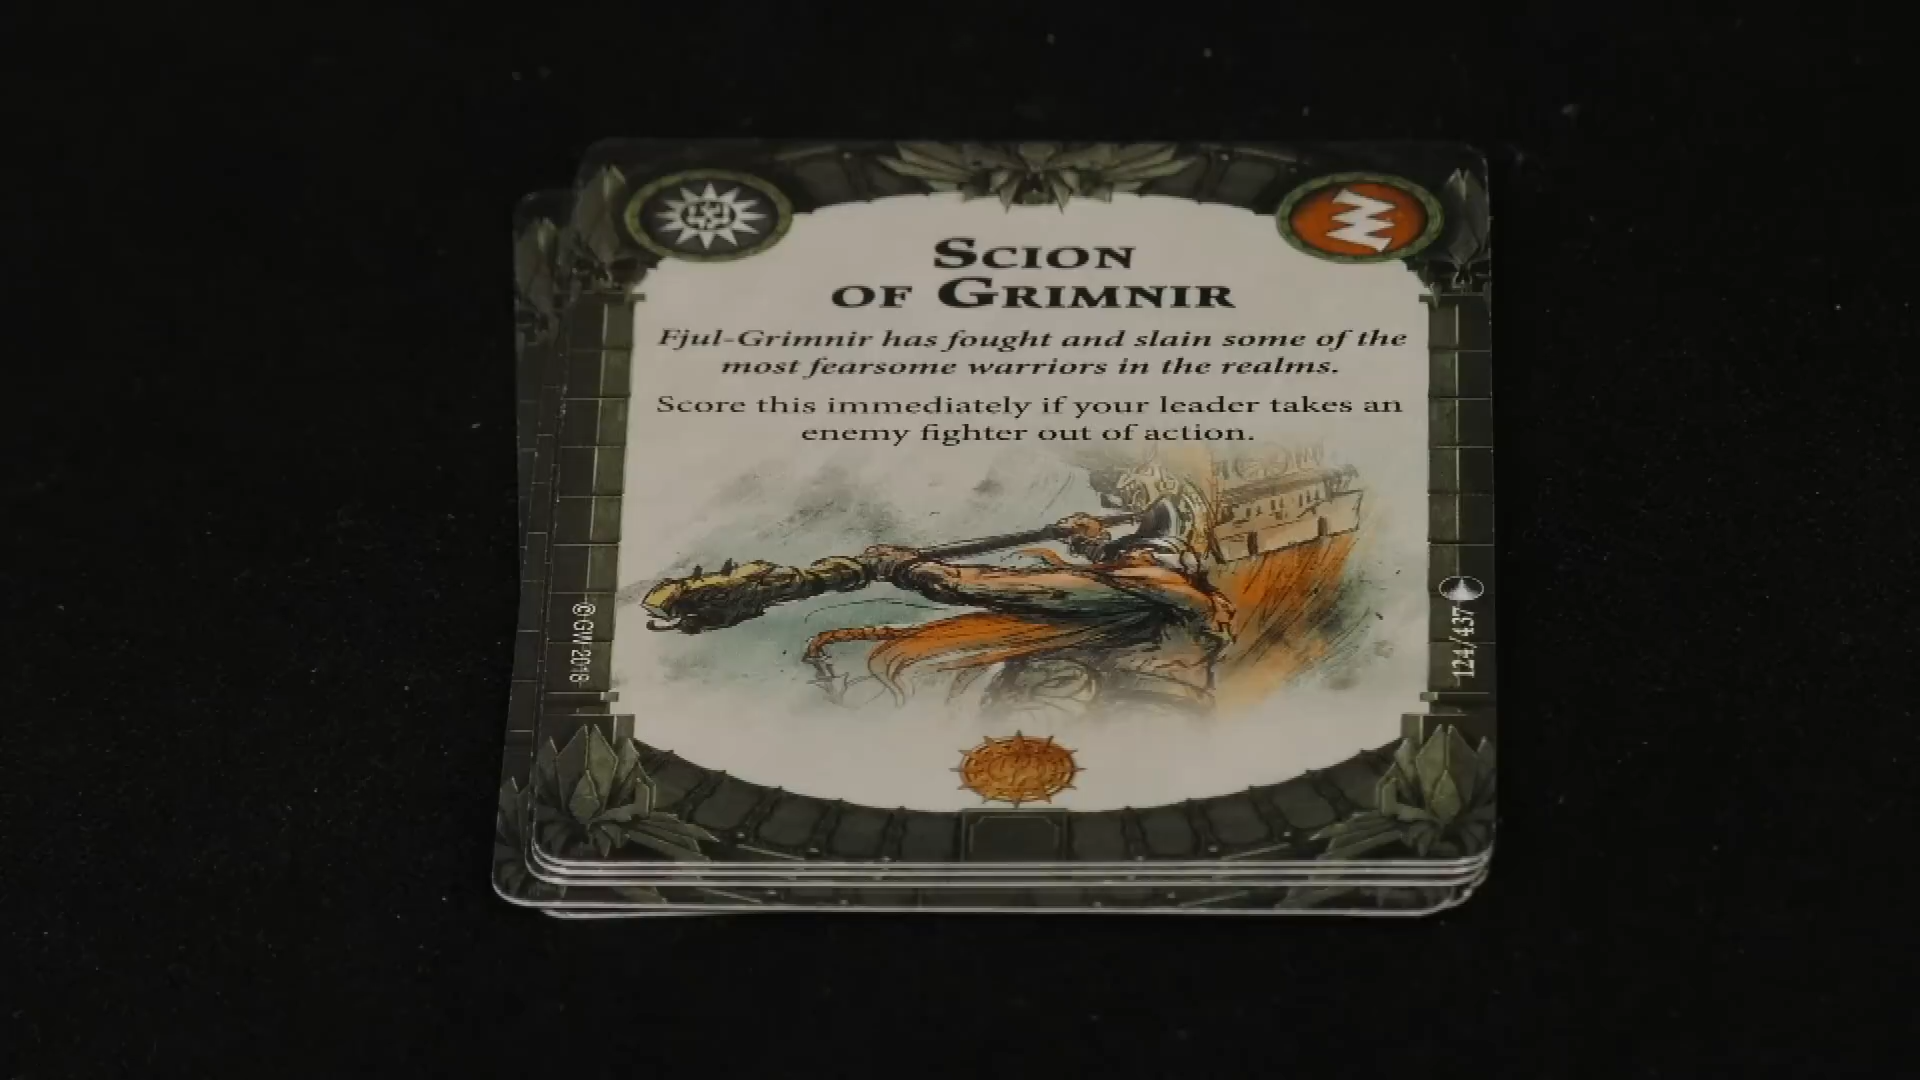 SCION
OF GRIMNIR
Fjul-Grimnir has fought and slain some of the
most fearsome warriors in the realms.
Score this immediately if your leader takes an
enemy fighter out of action.
© GW 2018
124/437